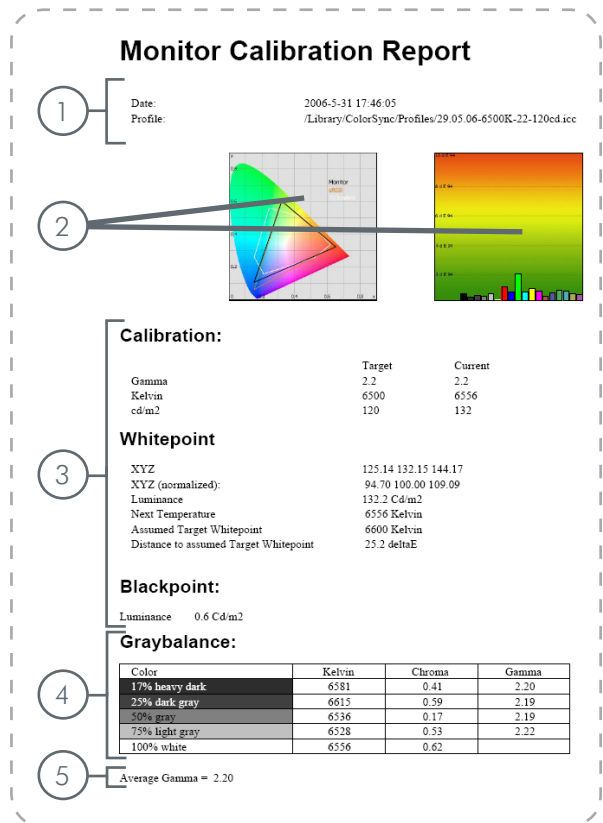 Monitor Calibration Report
1
Date: 2006-5-31 17:46:05
Profile: /Library/ColorSync/Profiles/29.05.06-6500K-22-120cd.icc
2
Monitor
sRGB
Calibration:
Target Current
Gamma 2.2 2.2
Kelvin 6500 6556
cd/m2 120 132
3
Whitepoint
XYZ 125.14 132.15 144.17
XYZ (normalized): 94.70 100.00 109.09
Luminance 132.2 Cd/m2
Next Temperature 6556 Kelvin
Assumed Target Whitepoint 6600 Kelvin
Distance to assumed Target Whitepoint 25.2 deltaE
Blackpoint:
Luminance 0.6 Cd/m2
4
Graybalance:
Color Kelvin Chroma Gamma
17% heavy dark 6581 0.41 2.20
25% dark gray 6615 0.59 2.19
50% gray 6536 0.17 2.19
75% light gray 6528 0.53 2.22
100% white 6556 0.62
5
Average Gamma = 2.20